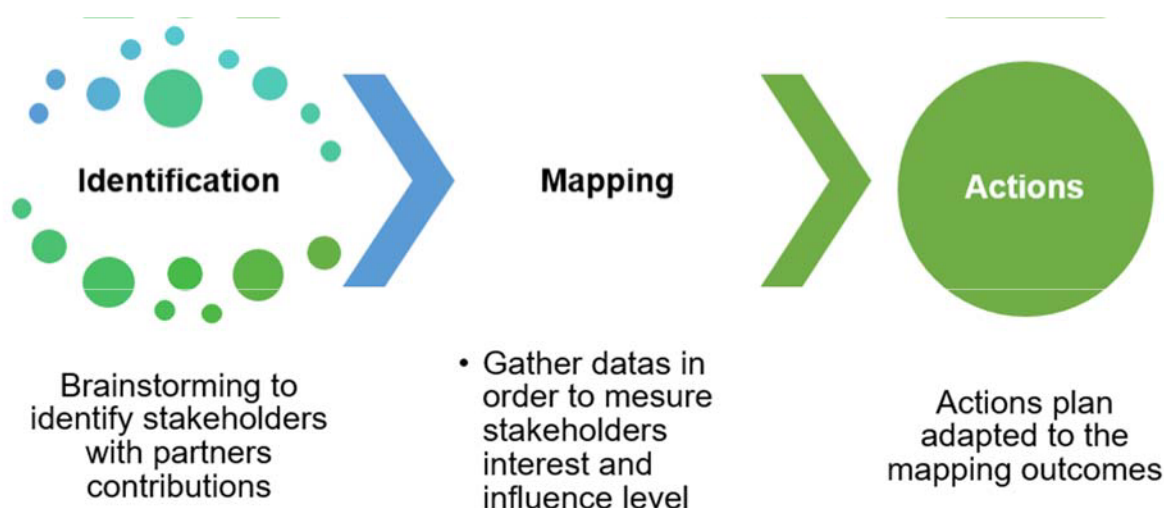 Identification
Mapping
Actions
Brainstorming to
identify stakeholders
with partners
contributions
• Gather datas in
order to mesure
stakeholders
interest and
influence level
Actions plan
adapted to the
mapping outcomes